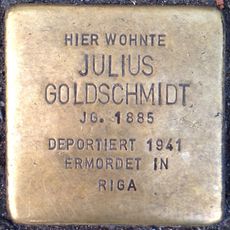 HIER WOHNTE
JULIUS
GOLDSCHMIDT
JG. 1885
DEPORTIERT 1941
ERMORDET IN
RIGA